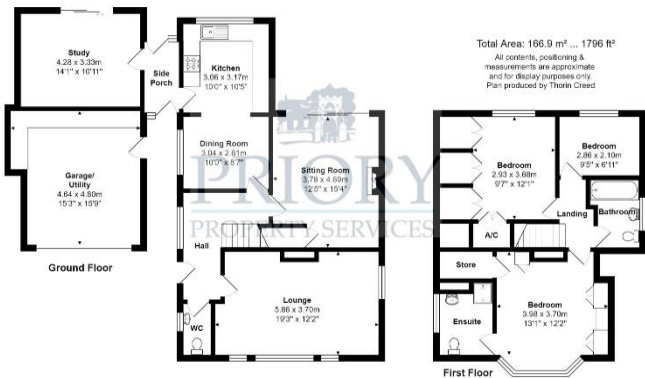 Study
4.28 x 3.33m
14'1" x 10'11"
Side
Porch
Kitchen
3.06 x 3.17m
10'0" x 10'5"
Dining Room
3.04 x 2.61m
10'0" x 8'7"
Garage/
Utility
4.64 x 4.80m
15'3" x 15'9"
Ground Floor
Sitting Room
3.78 x 4.69m
12'5" x 15'4"
Hall
WC
Lounge
5.86 x 3.70m
19'3" x 12'2"
PRIORY
PROPERTY SERVICES
Total Area: 166.9 m² ... 1796 ft²
All contents, positioning &
measurements are approximate
and for display purposes only.
Plan produced by Thorin Creed
Bedroom
2.93 x 3.68m
9'7" x 12'1"
Bedroom
2.86 x 2.10m
9'5" x 6'11"
Landing
Bathroom
A/C
Store
Ensuite
Bedroom
3.98 x 3.70m
13'1" x 12'2"
First Floor